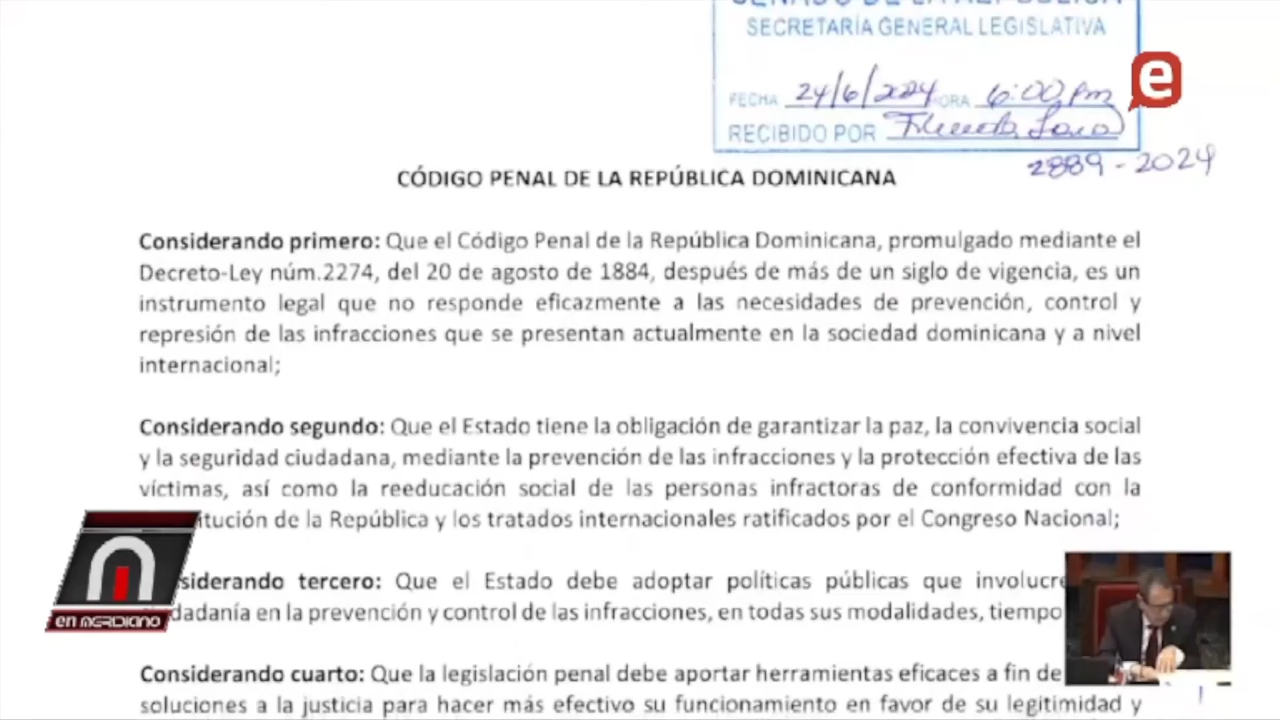 SENADO DE LA REPÚBLICA
SECRETARÍA GENERAL LEGISLATIVA
FECHA 24/6/2024 HORA 6:00 pm
RECIBIDO POR
2889-2024
e
CÓDIGO PENAL DE LA REPÚBLICA DOMINICANA
Considerando primero: Que el Código Penal de la República Dominicana, promulgado mediante el
Decreto-Ley núm.2274, del 20 de agosto de 1884, después de más de un siglo de vigencia, es un
instrumento legal que no responde eficazmente a las necesidades de prevención, control y
represión de las infracciones que se presentan actualmente en la sociedad dominicana y a nivel
internacional;
Considerando segundo: Que el Estado tiene la obligación de garantizar la paz, la convivencia social
y la seguridad ciudadana, mediante la prevención de las infracciones y la protección efectiva de las
víctimas, así como la reeducación social de las personas infractoras de conformidad con la
titución de la República y los tratados internacionales ratificados por el Congreso Nacional;
siderando tercero: Que el Estado debe adoptar políticas públicas que involucre
dadanía en la prevención y control de las infracciones, en todas sus modalidades, tiempo
Considerando cuarto: Que la legislación penal debe aportar herramientas eficaces a fin de
soluciones a la justicia para hacer más efectivo su funcionamiento en favor de su legitimidad y
en MERIDIANO